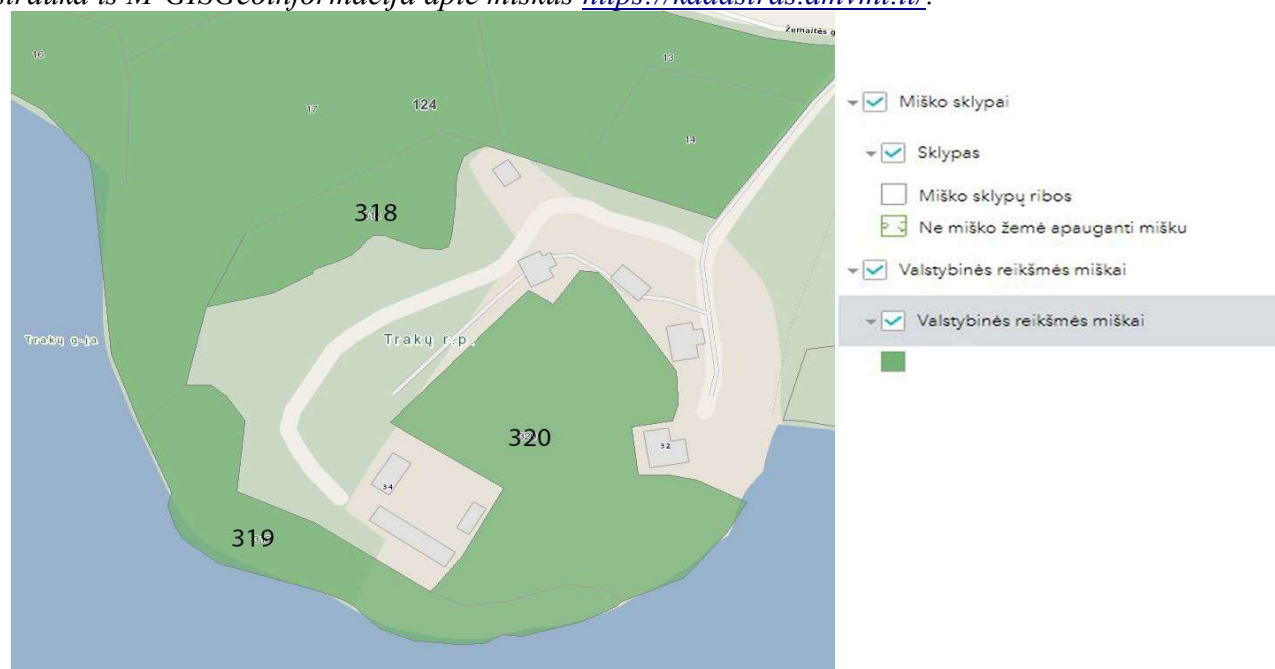 ištrauka iš M-GISGeoinformacija apie miškus https://kadastras.amvmt.lt/.
Žemaitės g
16
13
17
124
14
318
Trakų g-ja
Trakų r.p.
320
32
34
319
Miško sklypai
Sklypas
Miško sklypų ribos
Ne miško žemė apauganti mišku
Valstybinės reikšmės miškai
Valstybinės reikšmės miškai